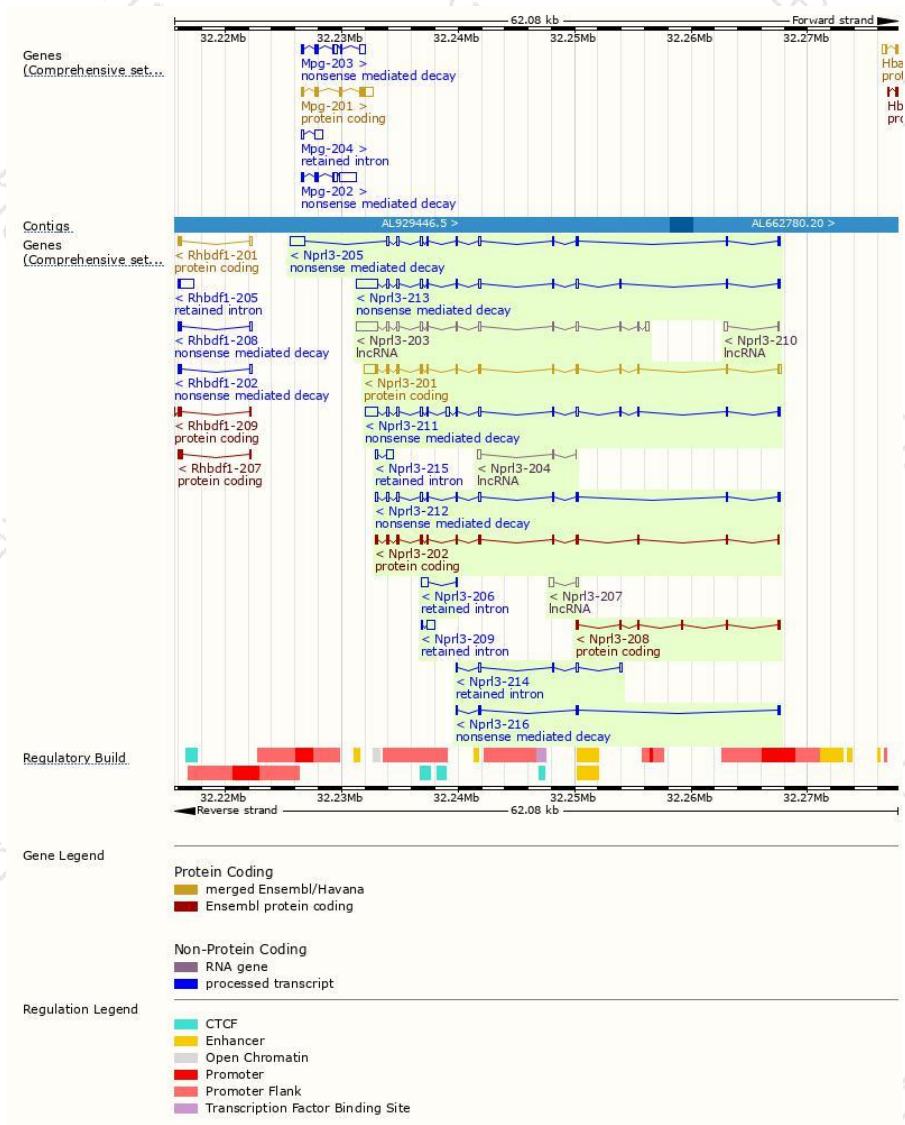 62.08 kb
Forward strand
32.22Mb 32.23Mb 32.24Mb 32.25Mb 32.26Mb 32.27Mb
Genes
(Comprehensive set...
Mpg-203 >
nonsense mediated decay
Mpg-201 >
protein coding
Mpg-204 >
retained intron
Mpg-202 >
nonsense mediated decay
Hba
prot
Hb
pro
Contigs
AL929446.5 >
AL662780.20 >
Genes
(Comprehensive set...
< Rhbdf1-201
protein coding
< Nprl3-205
nonsense mediated decay
< Rhbdf1-205
retained intron
< Nprl3-213
nonsense mediated decay
< Rhbdf1-208
nonsense mediated decay
< Nprl3-203
lncRNA
< Nprl3-210
lncRNA
< Rhbdf1-202
nonsense mediated decay
< Nprl3-201
protein coding
< Rhbdf1-209
protein coding
< Nprl3-211
nonsense mediated decay
< Rhbdf1-207
protein coding
< Nprl3-215
retained intron
< Nprl3-204
lncRNA
< Nprl3-212
nonsense mediated decay
< Nprl3-202
protein coding
< Nprl3-206
retained intron
< Nprl3-207
lncRNA
< Nprl3-209
retained intron
< Nprl3-208
protein coding
< Nprl3-214
retained intron
< Nprl3-216
nonsense mediated decay
Regulatory Build
32.22Mb 32.23Mb 32.24Mb 32.25Mb 32.26Mb 32.27Mb
Reverse strand
62.08 kb
Gene Legend
Protein Coding
merged Ensembl/Havana
Ensembl protein coding
Non-Protein Coding
RNA gene
processed transcript
Regulation Legend
CTCF
Enhancer
Open Chromatin
Promoter
Promoter Flank
Transcription Factor Binding Site